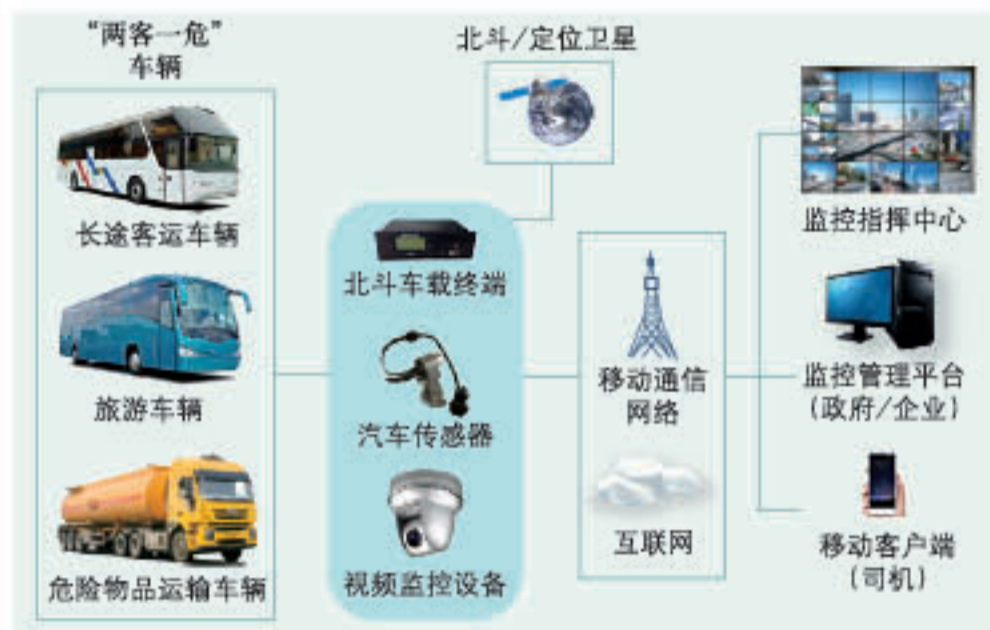 “两客一危”
车辆
长途客运车辆
旅游车辆
危险物品运输车辆
北斗/定位卫星
北斗车载终端
汽车传感器
视频监控设备
移动通信
网络
互联网
监控指挥中心
监控管理平台
(政府/企业)
移动客户端
(司机)